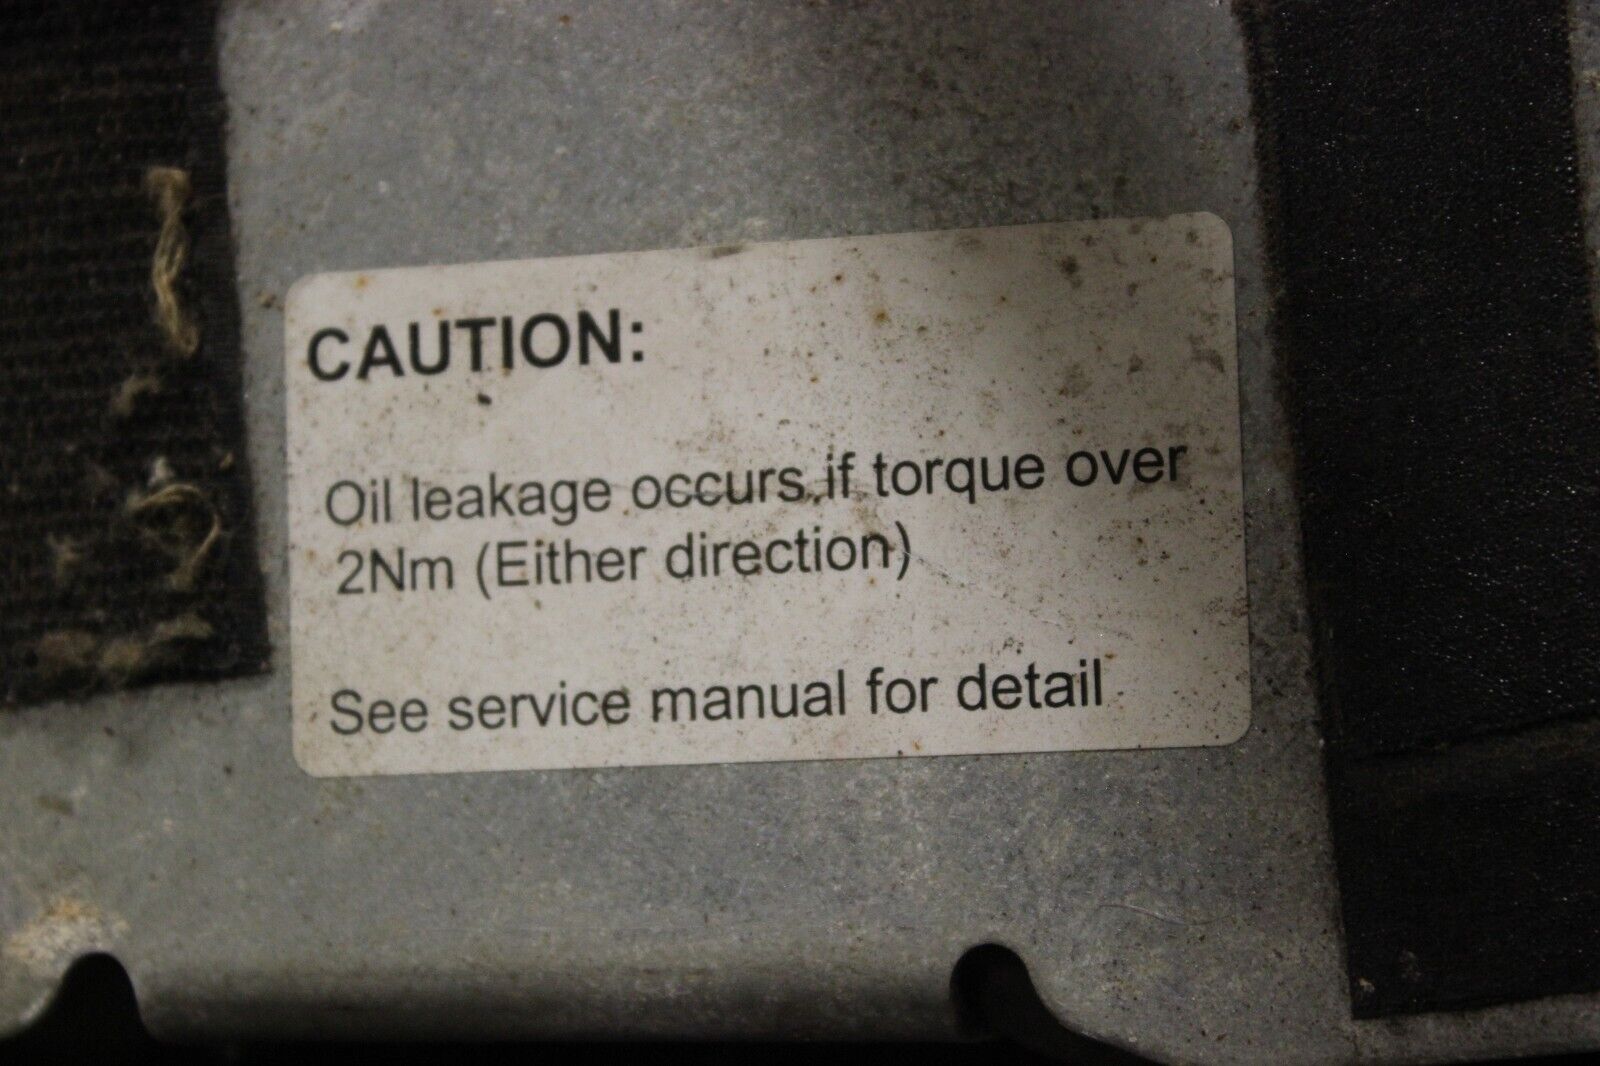 CAUTION:
Oil leakage occurs if torque over
2Nm (Either direction)
See service manual for detail